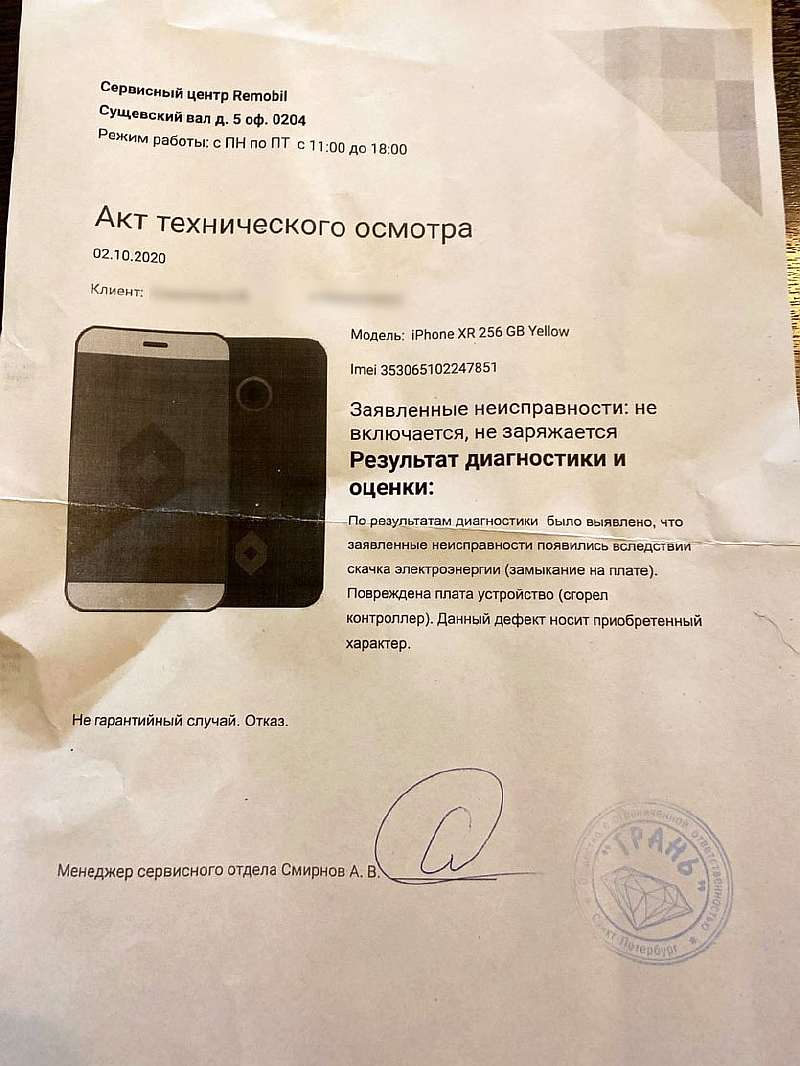 Сервисный центр Remobil
Сущевский вал д. 5 оф. 0204
Режим работы: с ПН по ПТ с 11:00 до 18:00
Акт технического осмотра
02.10.2020
Клиент:
Модель: iPhone XR 256 GB Yellow
Imei 353065102247851
Заявленные неисправности: не
включается, не заряжается
Результат диагностики и
оценки:
По результатам диагностики было выявлено, что
заявленные неисправности появились вследствии
скачка электроэнергии (замыкание на плате).
Повреждена плата устройство (сгорел
контроллер). Данный дефект носит приобретенный
характер.
Не гарантийный случай. Отказ.
Менеджер сервисного отдела Смирнов А. В.
Общество с ограниченной ответственностью
"ГРАНЬ"
Санкт-Петербург